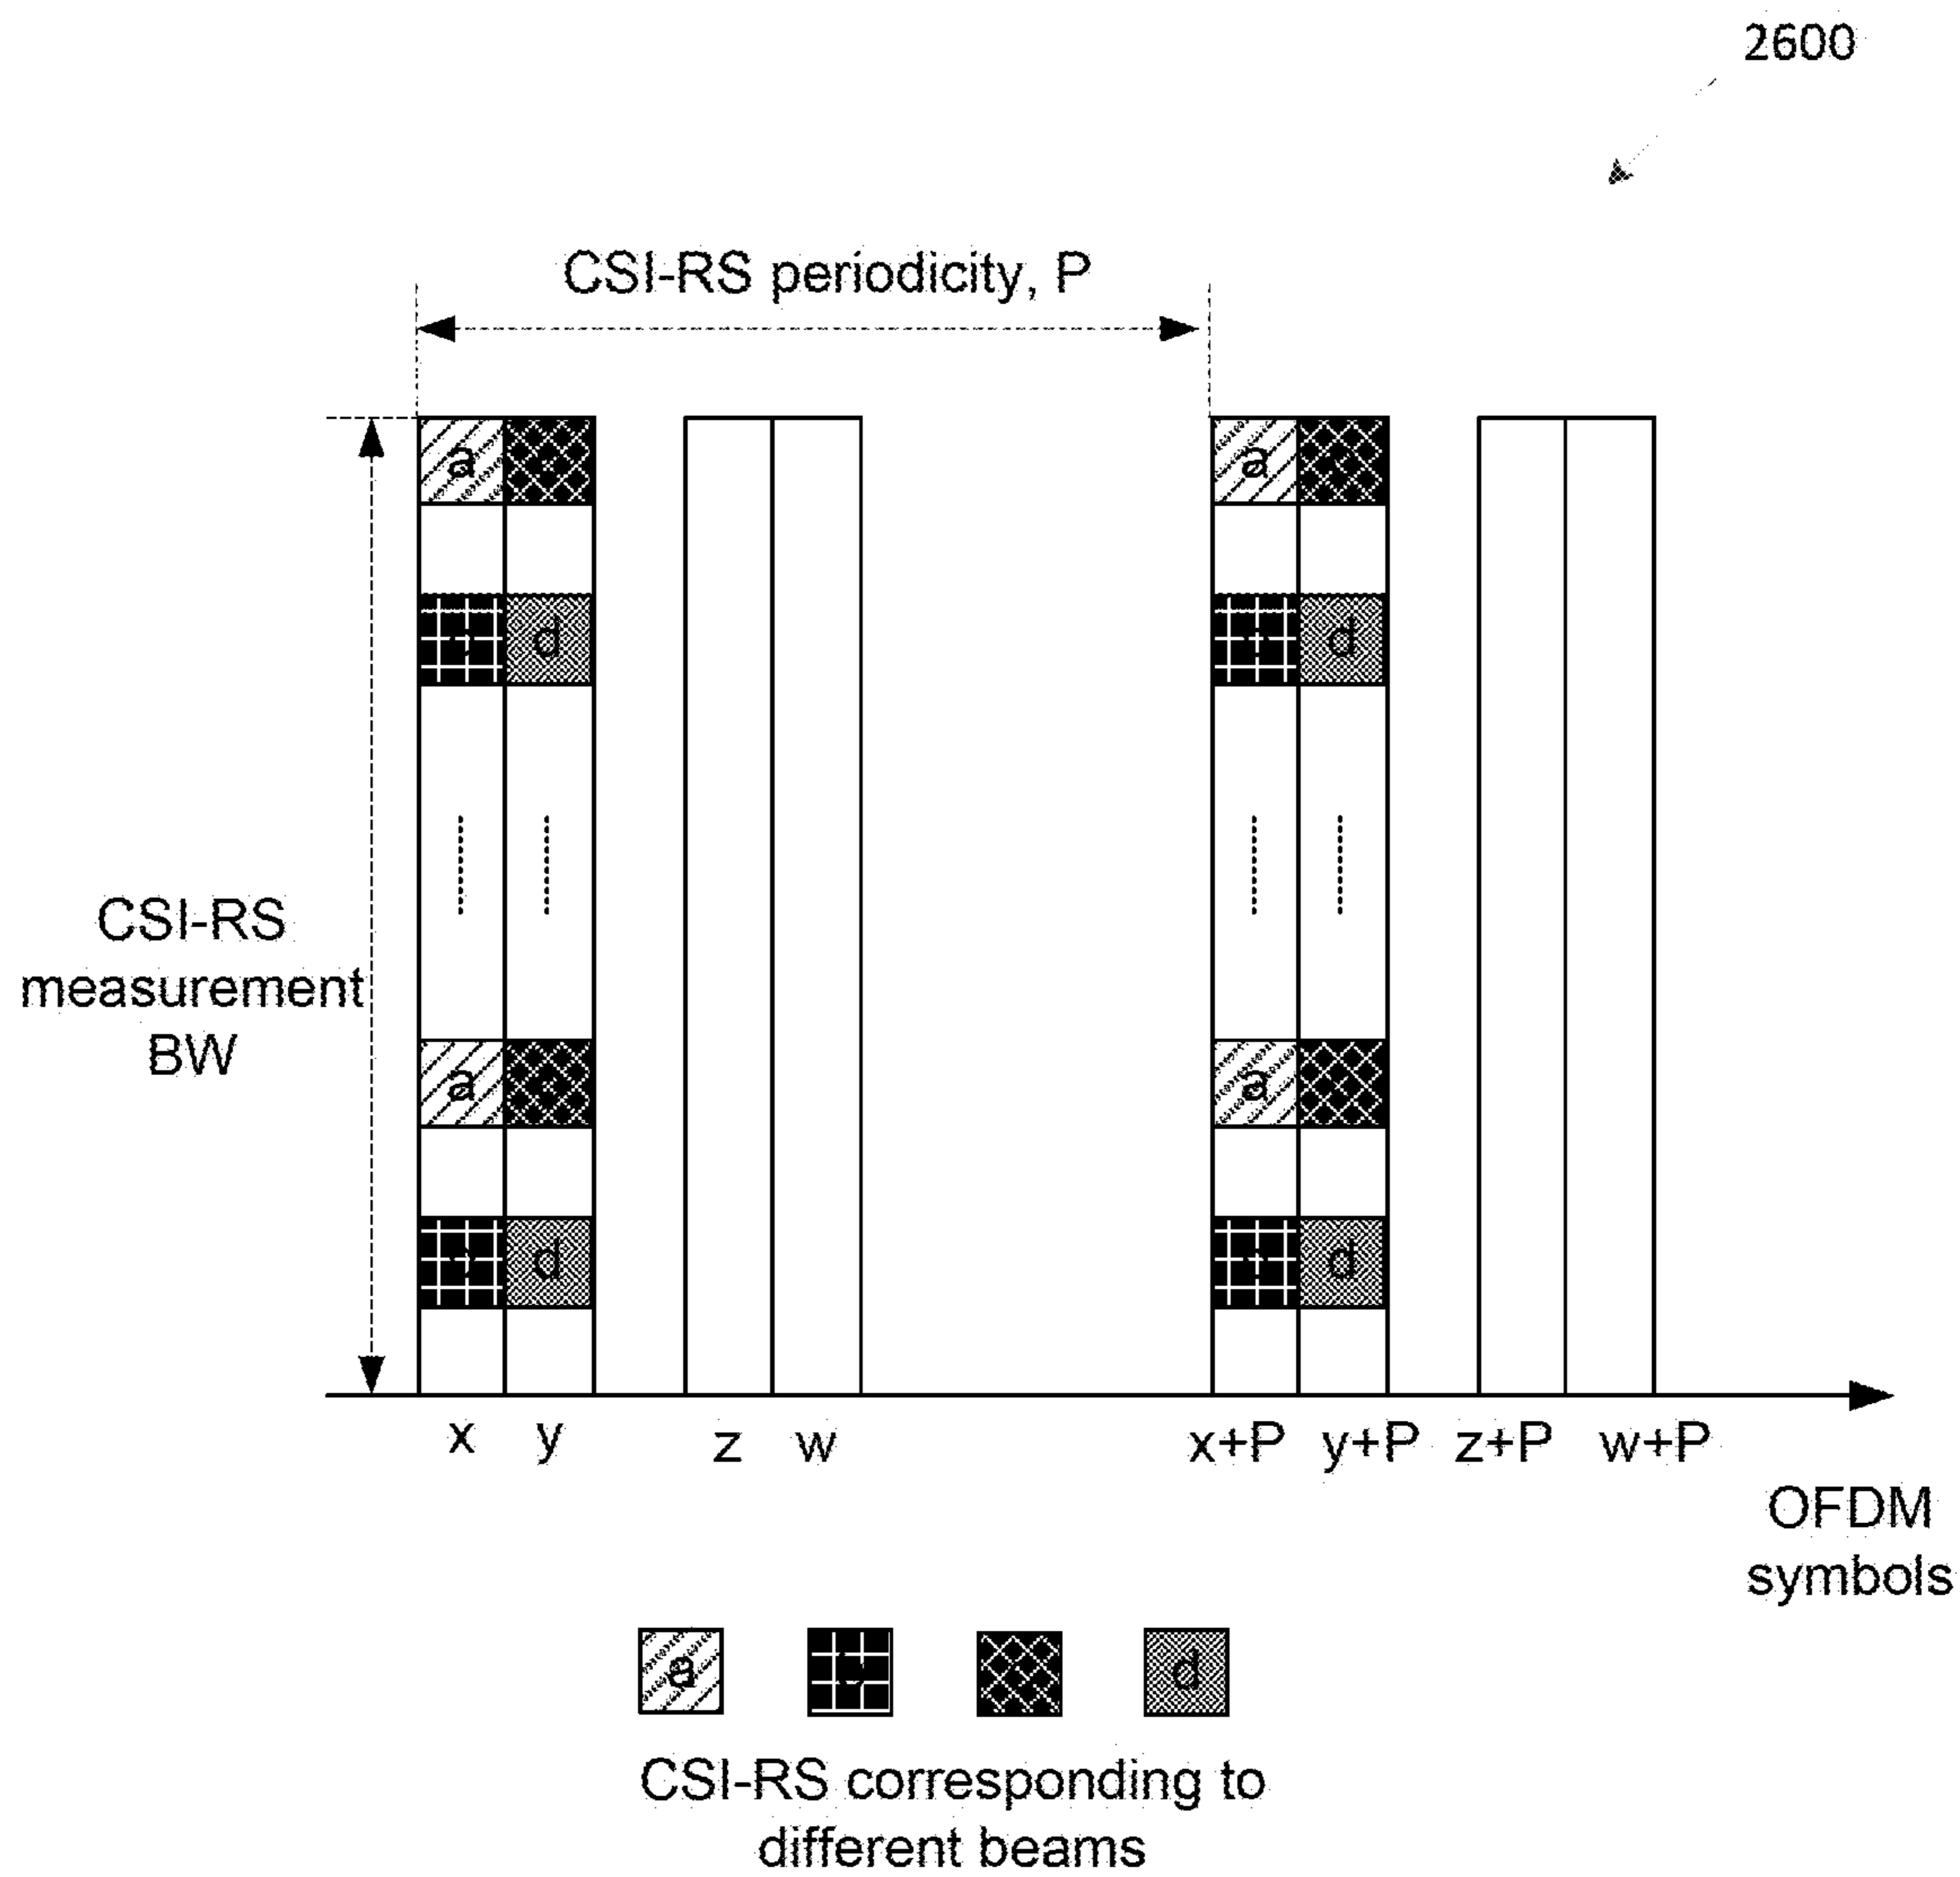 2600
CSI-RS periodicity, P
a
a
d
d
CSI-RS
measurement
BW
a
a
d
d
x y z w x+P y+P z+P w+P
OFDM
symbols
a d
CSI-RS corresponding to
different beams